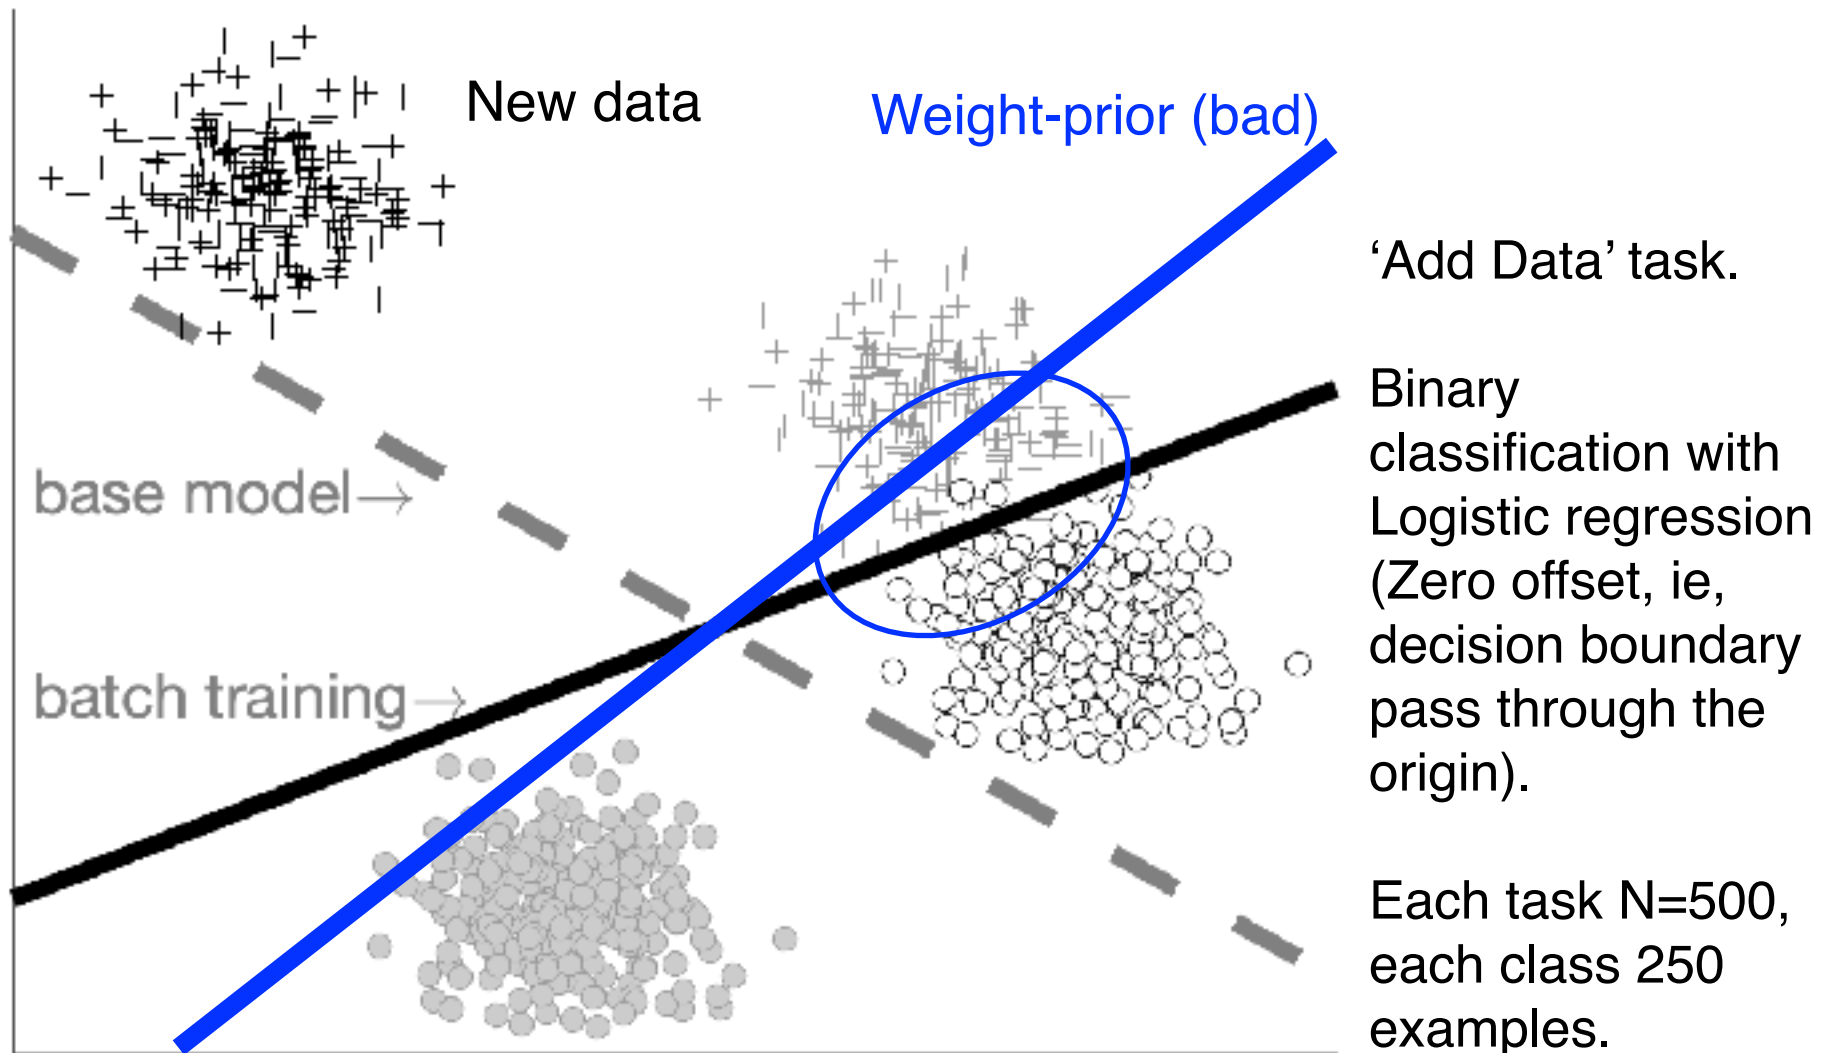 New data
Weight-prior (bad)
base model→
batch training→
‘Add Data’ task.
Binary
classification with
Logistic regression
(Zero offset, ie,
decision boundary
pass through the
origin).
Each task N=500,
each class 250
examples.